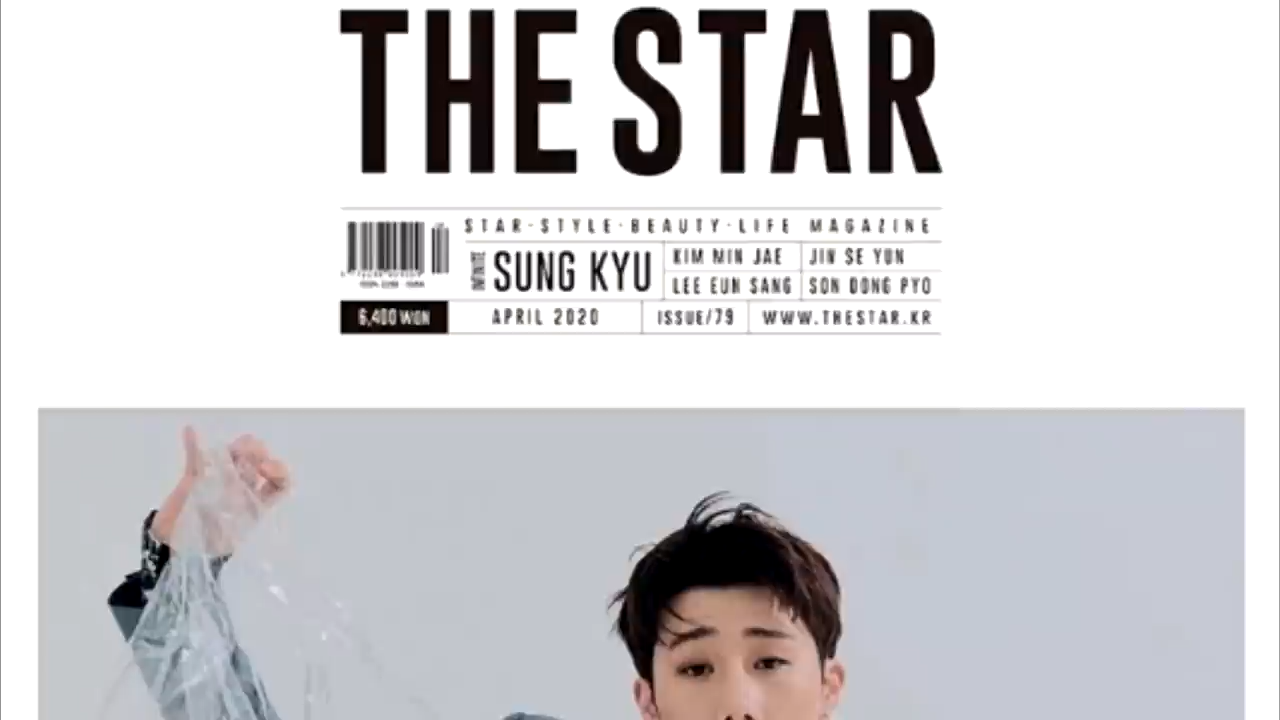 THE STAR
STAR·STYLE·BEAUTY·LIFE MAGAZINE
INFINITE SUNG KYU
KIM MIN JAE
JIN SE YUN
LEE EUN SANG
SON DONG PYO
6,400 WON
APRIL 2020
ISSUE/79
WWW.THESTAR.KR